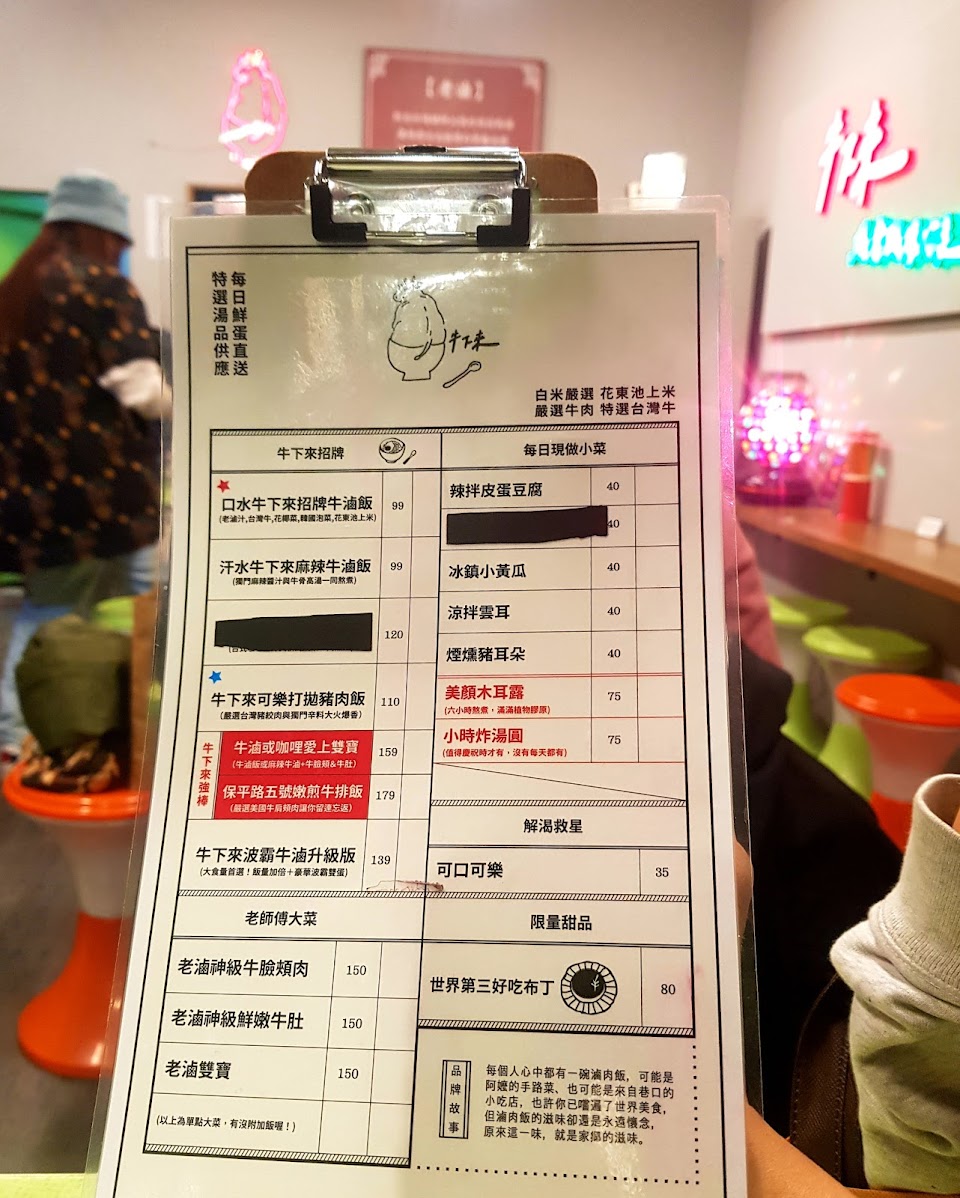 【老滷】
辣
每日鮮蛋直送
特選湯品供應
牛下來
白米嚴選 花東池上米
嚴選牛肉 特選台灣牛
牛下來招牌
口水牛下來招牌牛滷飯 99
(老滷汁,台灣牛,花椰菜,韓國泡菜,花東池上米)
汗水牛下來麻辣牛滷飯 99
(獨門麻辣醬汁與牛骨高湯一同熬煮)
120
牛下來可樂打拋豬肉飯 110
(嚴選台灣豬絞肉與獨門辛料大火爆香)
牛下來強棒
牛滷或咖哩愛上雙寶 159
(牛滷飯或麻辣牛滷+牛臉頰&牛肚)
保平路五號嫩煎牛排飯 179
(嚴選美國牛肩頰肉讓你留連忘返)
牛下來波霸牛滷升級版 139
(大食量首選！飯量加倍＋豪華波霸雙蛋)
老師傅大菜
老滷神級牛臉頰肉 150
老滷神級鮮嫩牛肚 150
老滷雙寶 150
(以上為單點大菜，有沒附加飯喔！)
每日現做小菜
辣拌皮蛋豆腐 40
40
冰鎮小黃瓜 40
涼拌雲耳 40
煙燻豬耳朵 40
美顏木耳露 75
(六小時熬煮，滿滿植物膠原)
小時炸湯圓 75
(值得慶祝時才有，沒有每天都有)
解渴救星
可口可樂 35
限量甜品
世界第三好吃布丁 80
品牌故事
每個人心中都有一碗滷肉飯，可能是
阿嬤的手路菜、也可能是來自巷口的
小吃店，也許你已嚐遍了世界美食，
但滷肉飯的滋味卻還是永遠懷念，
原來這一味，就是家鄉的滋味。